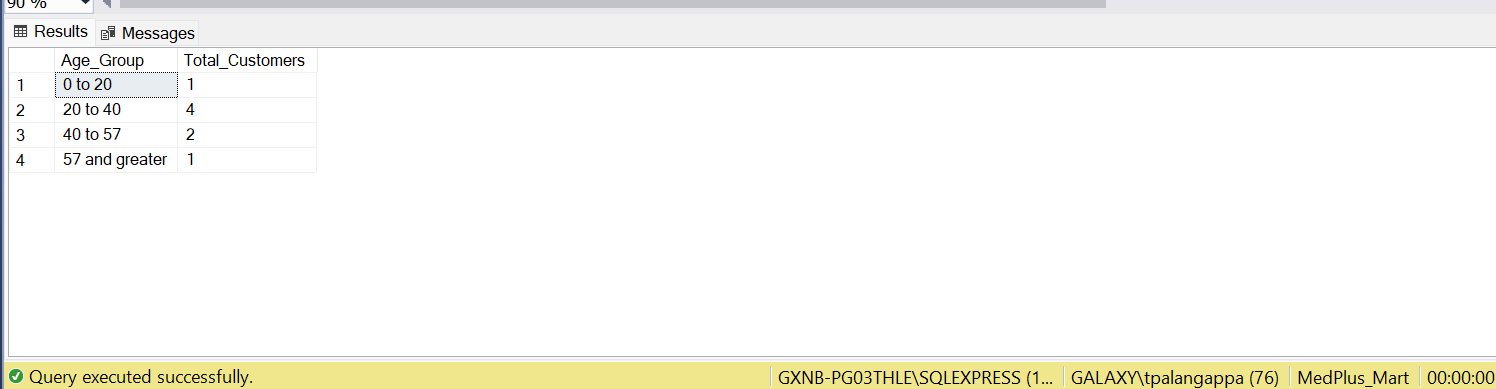 90 %
Results Messages
Age_Group Total_Customers
1 0 to 20 1
2 20 to 40 4
3 40 to 57 2
4 57 and greater 1
Query executed successfully. GXNB-PG03THLE\SQLEXPRESS (1... GALAXY\tpalangappa (76) MedPlus_Mart 00:00:00